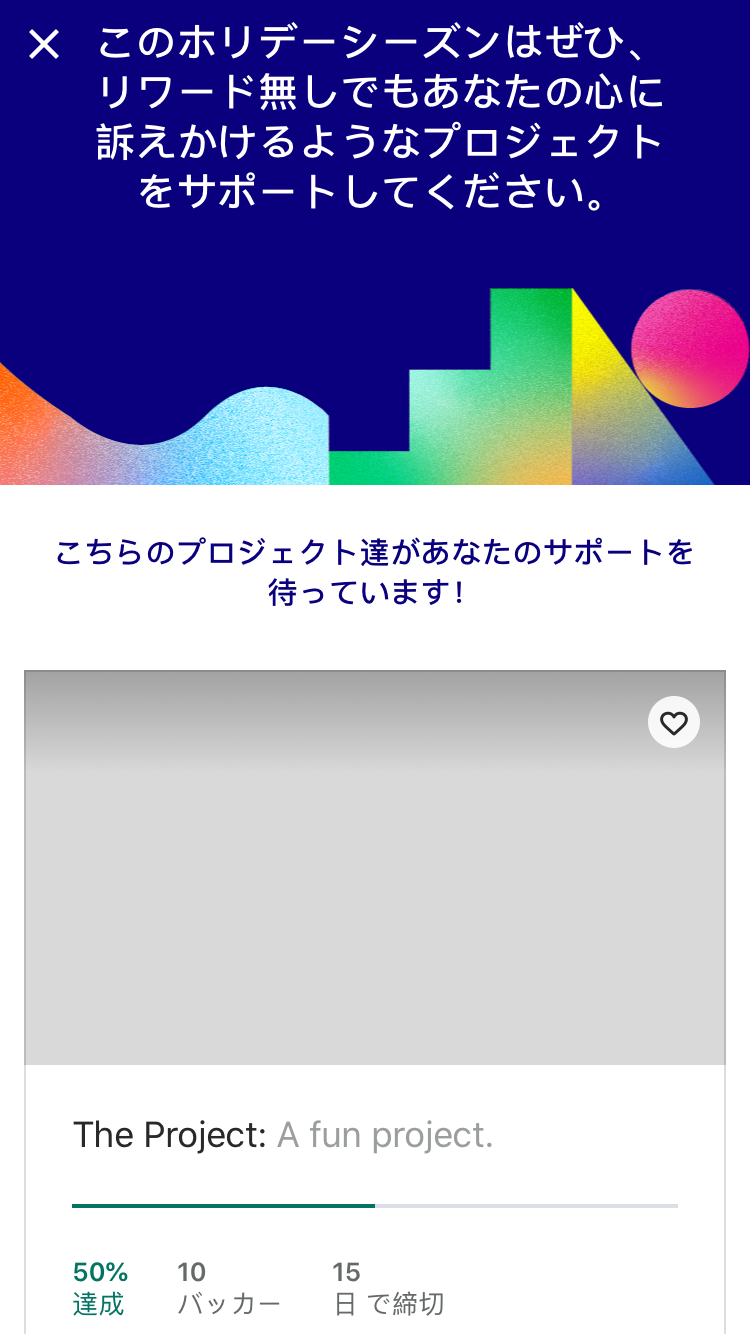 このホリデーシーズンはぜひ、
リワード無しでもあなたの心に
訴えかけるようなプロジェクト
をサポートしてください。
こちらのプロジェクト達があなたのサポートを
待っています!
The Project: A fun project.
50% 10 15
達成 バッカー 日 で締切